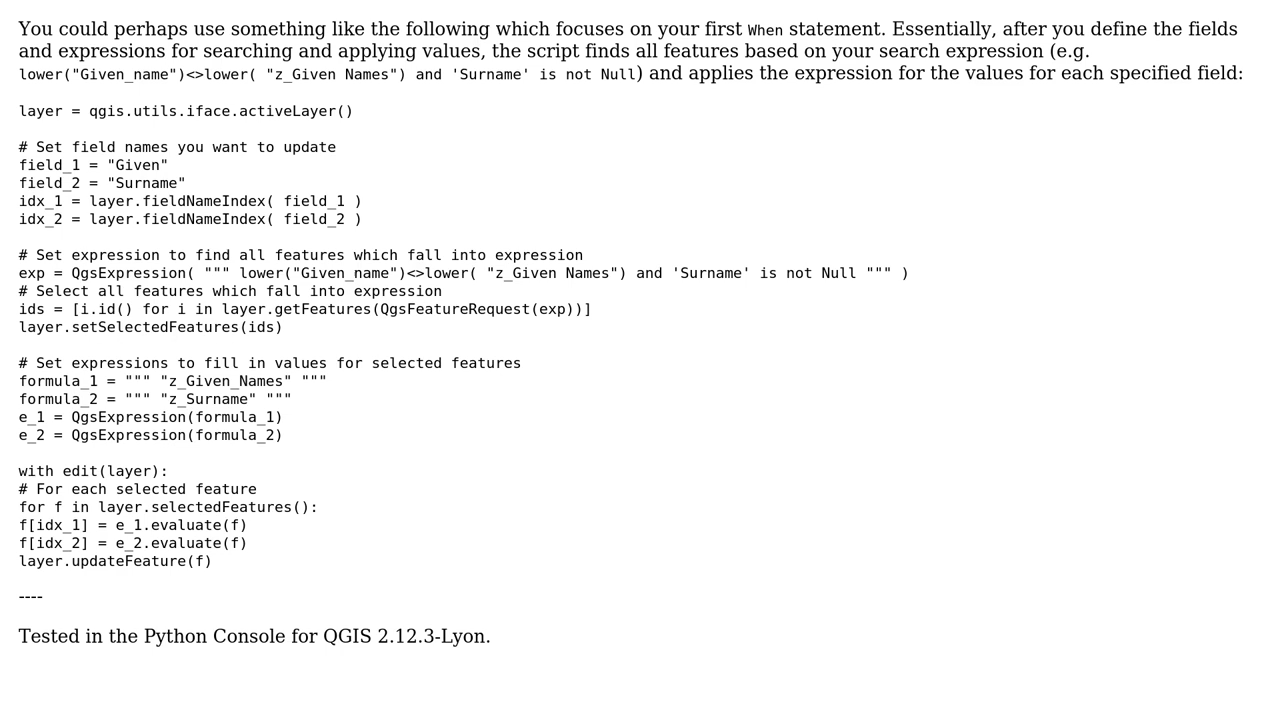 You could perhaps use something like the following which focuses on your first When statement. Essentially, after you define the fields
and expressions for searching and applying values, the script finds all features based on your search expression (e.g.
lower("Given_name")<>lower( "z_Given Names") and 'Surname' is not Null) and applies the expression for the values for each specified field:
layer = qgis.utils.iface.activeLayer()
# Set field names you want to update
field_1 = "Given"
field_2 = "Surname"
idx_1 = layer.fieldNameIndex( field_1 )
idx_2 = layer.fieldNameIndex( field_2 )
# Set expression to find all features which fall into expression
exp = QgsExpression( """ lower("Given_name")<>lower( "z_Given Names") and 'Surname' is not Null """ )
# Select all features which fall into expression
ids = [i.id() for i in layer.getFeatures(QgsFeatureRequest(exp))]
layer.setSelectedFeatures(ids)
# Set expressions to fill in values for selected features
formula_1 = """ "z_Given_Names" """
formula_2 = """ "z_Surname" """
e_1 = QgsExpression(formula_1)
e_2 = QgsExpression(formula_2)
with edit(layer):
# For each selected feature
for f in layer.selectedFeatures():
f[idx_1] = e_1.evaluate(f)
f[idx_2] = e_2.evaluate(f)
layer.updateFeature(f)
----
Tested in the Python Console for QGIS 2.12.3-Lyon.